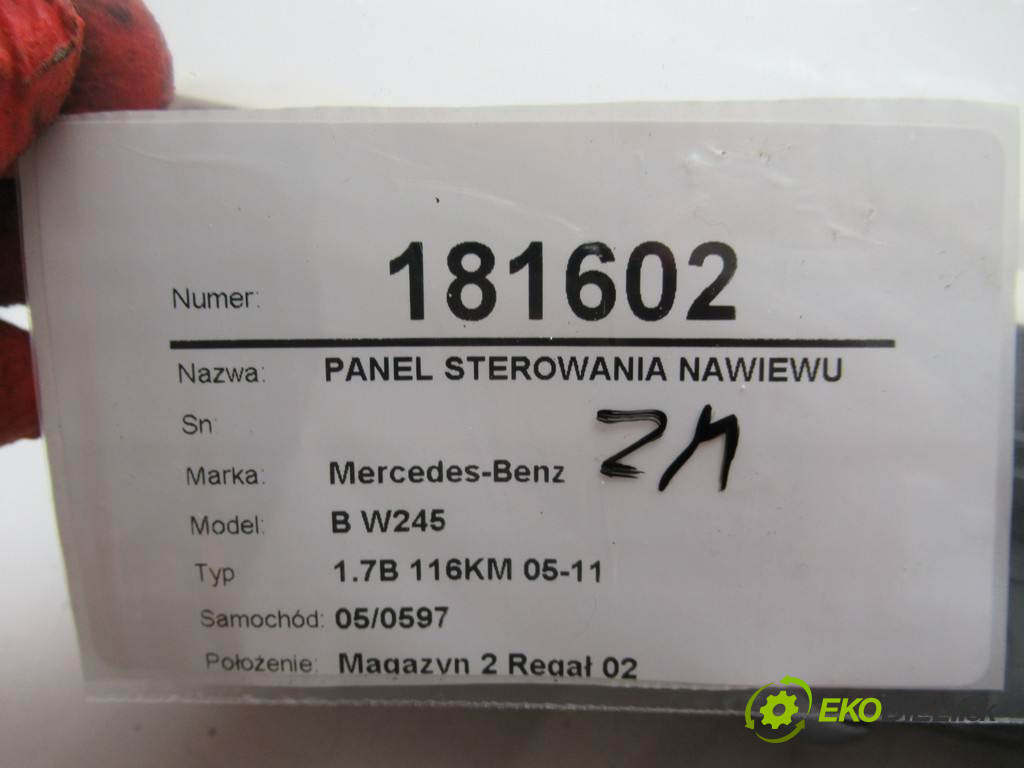 Numer: 181602
Nazwa: PANEL STEROWANIA NAWIEWU
Sn:
Marka: Mercedes-Benz
Model: B W245
Typ 1.7B 116KM 05-11
Samochód: 05/0597
Położenie: Magazyn 2 Regał 02
EKO